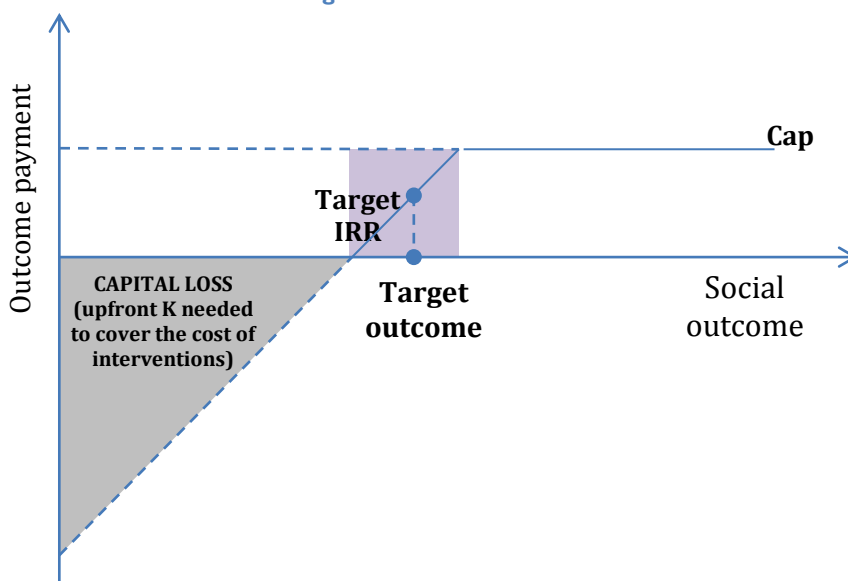 Outcome payment
Cap
Target
IRR
CAPITAL LOSS
(upfront K needed
to cover the cost of
interventions)
Target
outcome
Social
outcome